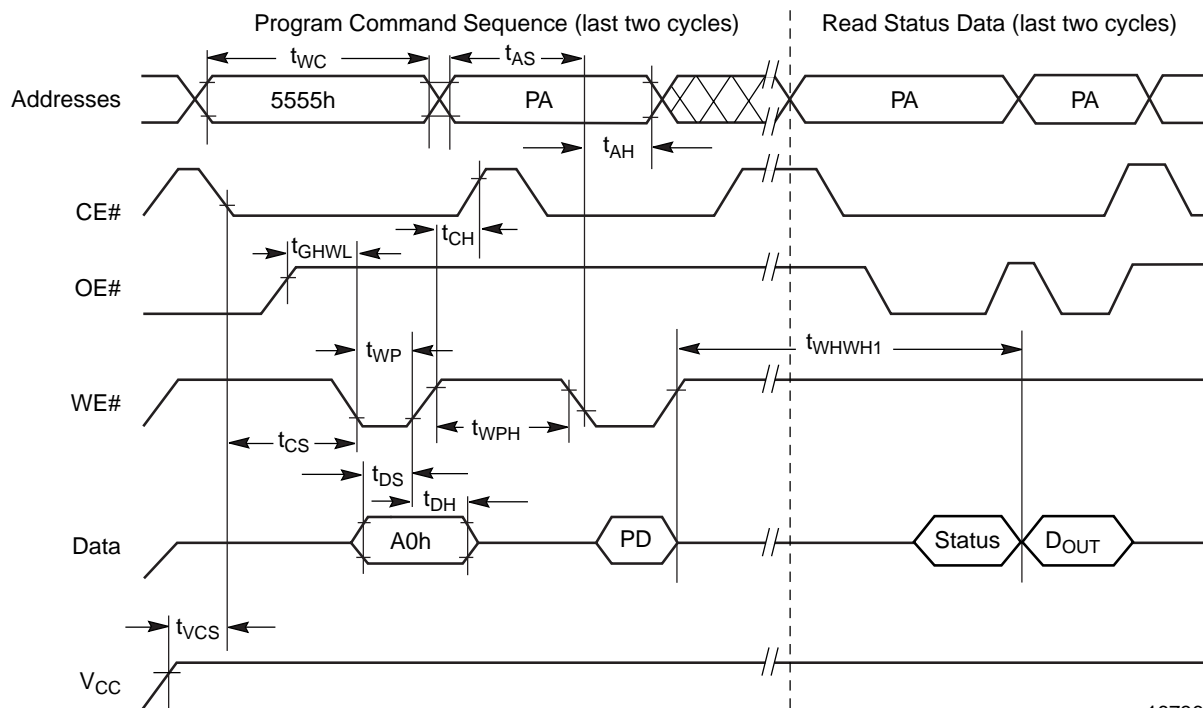 Program Command Sequence (last two cycles)
Read Status Data (last two cycles)
tWC
tAS
Addresses
5555h
PA
PA
PA
tAH
CE#
tGHWL
tCH
OE#
tWP
tWHWH1
WE#
tCS
tWPH
tDS
tDH
Data
A0h
PD
Status
DOUT
tVCS
VCC